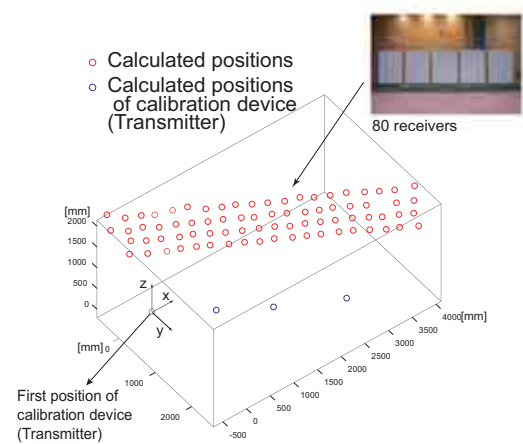 Calculated positions
Calculated positions
of calibration device
(Transmitter)
80 receivers
[mm]
2000
1500
1000
500
0
z
x
y
[mm] 0
1000
2000
-500
0
500
1000
1500
2000
2500
3000
3500
4000[mm]
First position of
calibration device
(Transmitter)